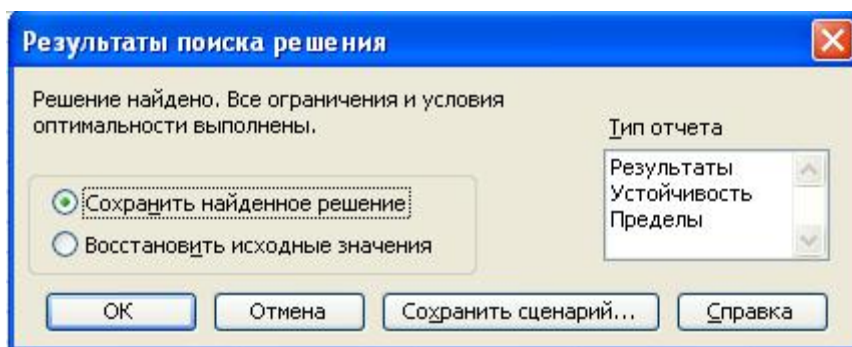 Результаты поиска решения
Решение найдено. Все ограничения и условия
оптимальности выполнены.
Тип отчета
Результаты
Устойчивость
Пределы
Сохранить найденное решение
Восстановить исходные значения
ОК
Отмена
Сохранить сценарий...
Справка